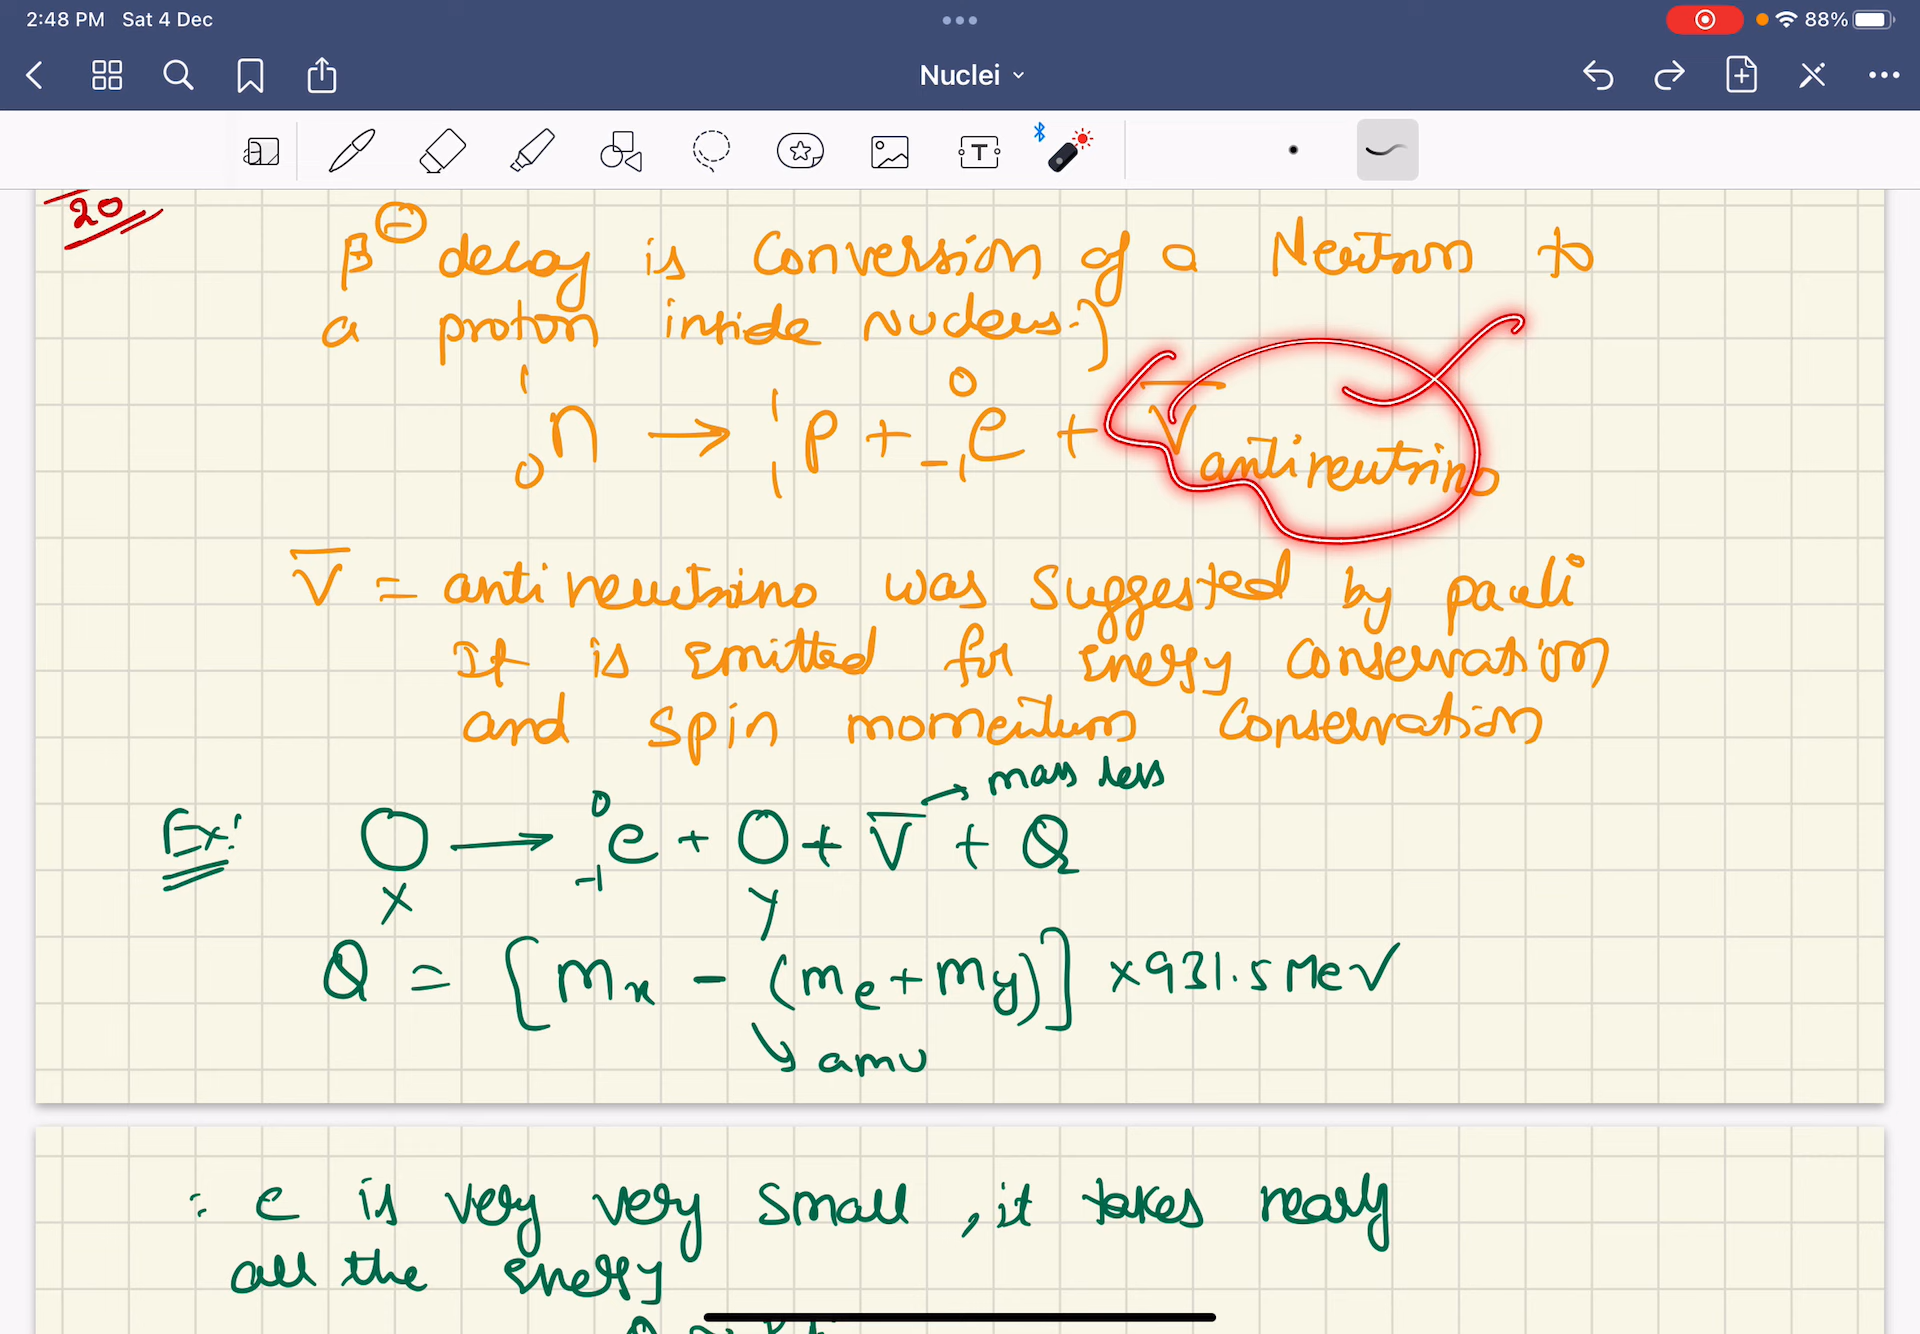 2:48 PM Sat 4 Dec
88%
Nuclei
T
20
β⊖ decay is Conversion of a Neutron to
a proton inside Nucleus.)
¹₀n → ¹₁p + ⁰₋₁e + ν̄ antineutrino
ν̄ = antineutrino was suggested by pauli
It is Emitted for Energy Conservation
and Spin momentum Conservation
mass less
Ex: O → ⁰₋₁e + O + ν̄ + Q
X Y
Q = [mₓ - (me + my)] × 931.5 MeV
amu
∴ e is very very small, it takes nearly
all the Energy